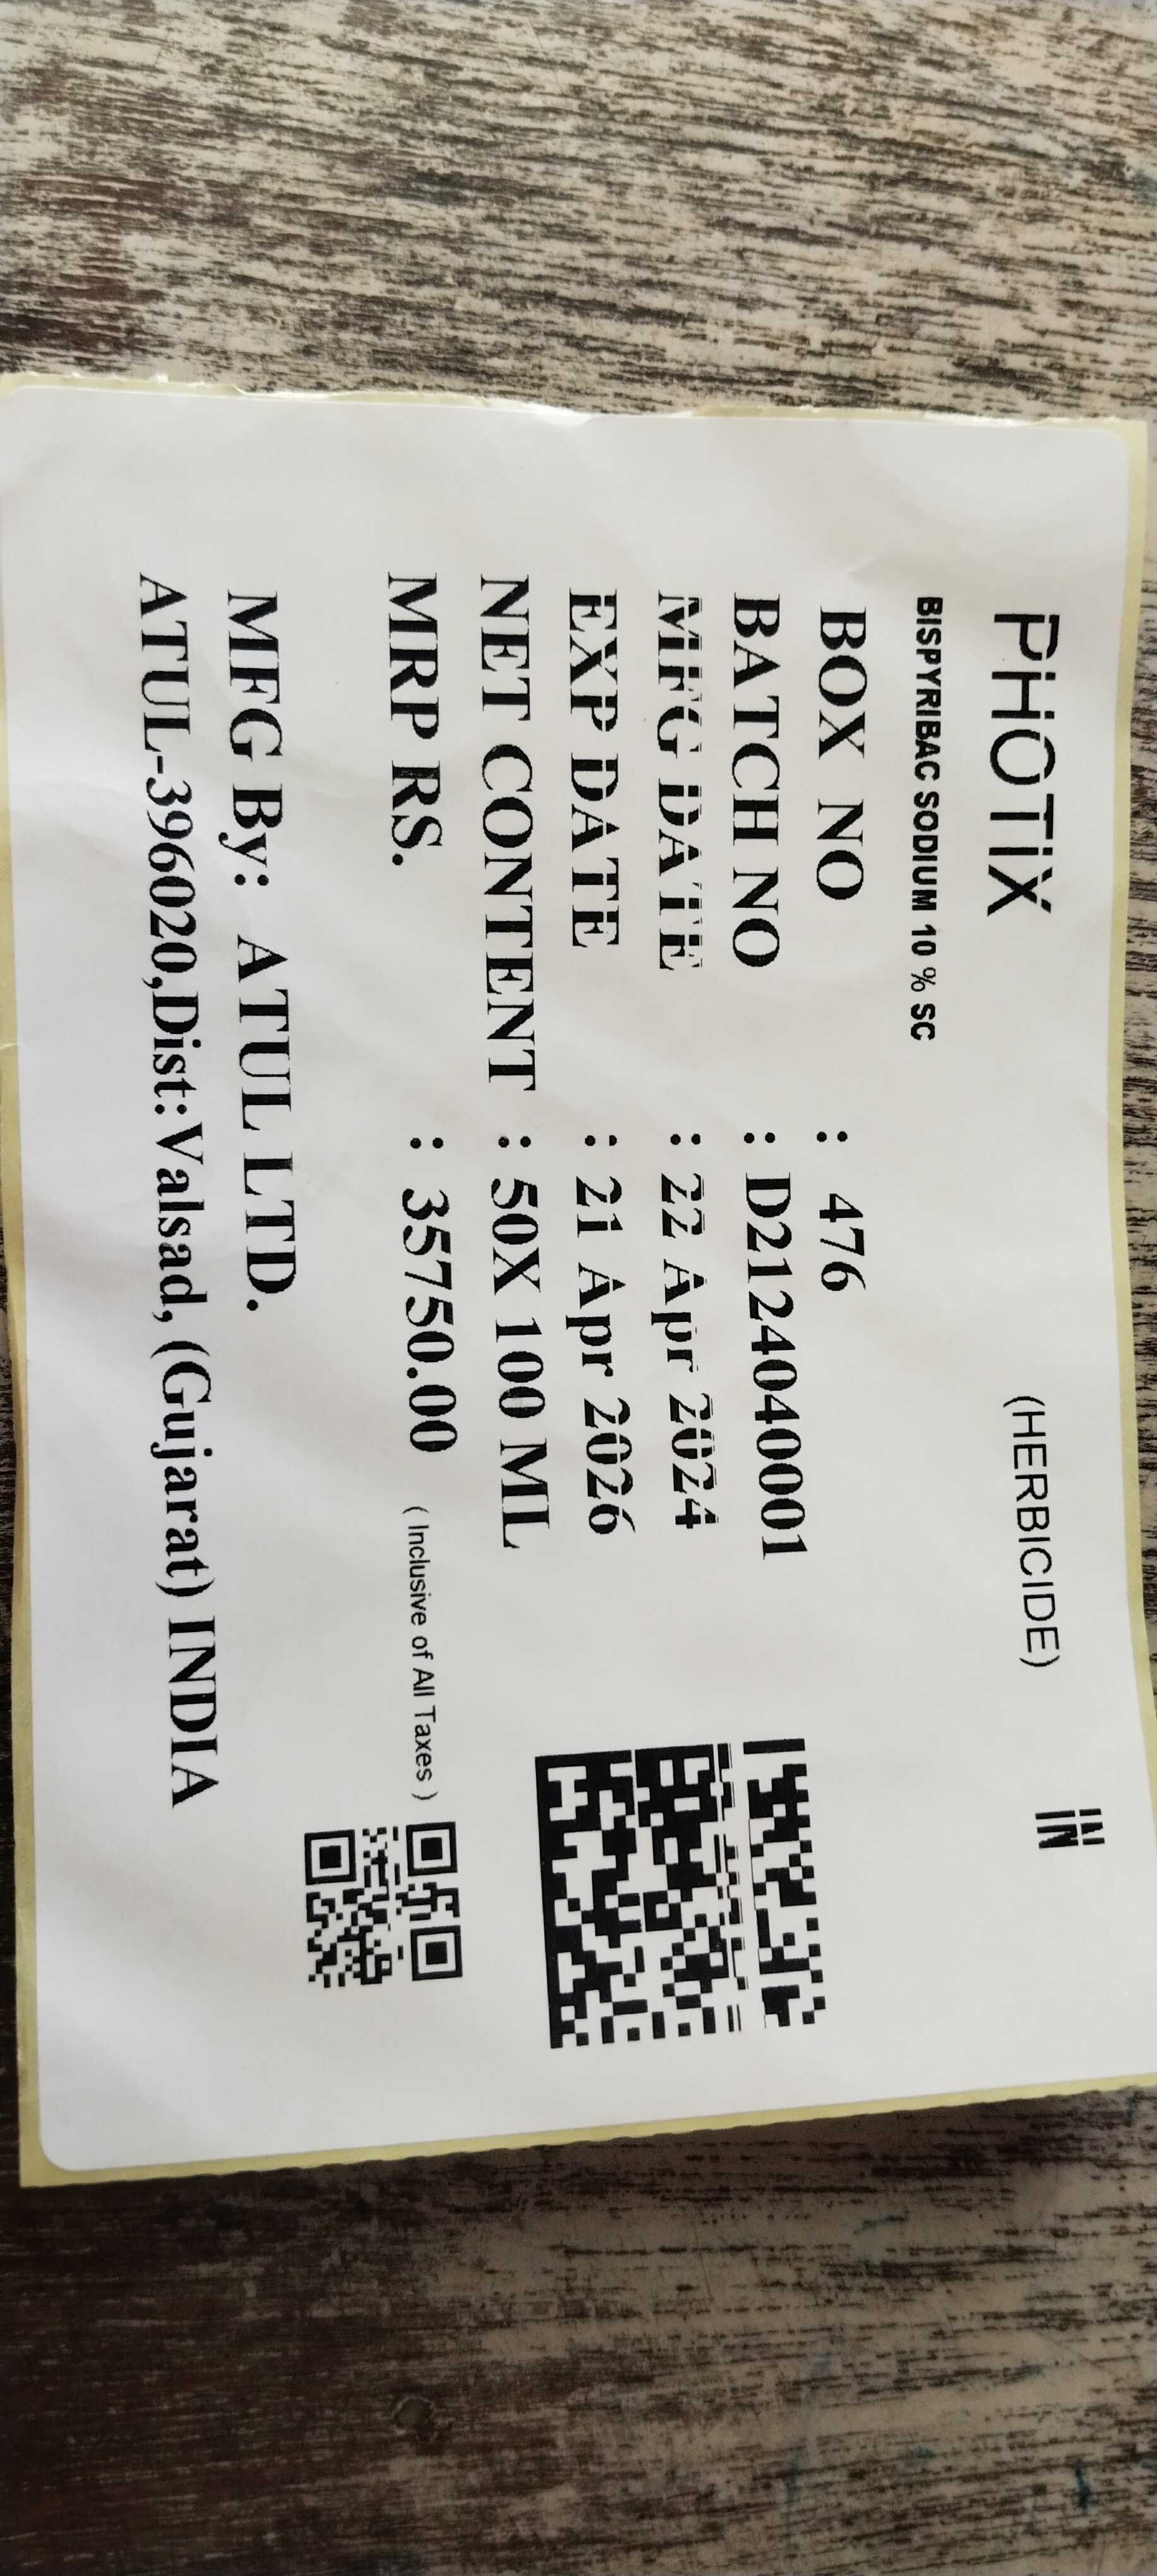 PHOTIX (HERBICIDE) IN
BISPYRIBAC SODIUM 10 % SC
BOX NO : 476
BATCH NO : D2124040001
MFG DATE : 22 Apr 2024
EXP DATE : 21 Apr 2026
NET CONTENT : 50X 100 ML
MRP RS. : 35750.00 ( Inclusive of All Taxes )
MFG By: ATUL LTD.
ATUL-396020,Dist:Valsad, (Gujarat) INDIA